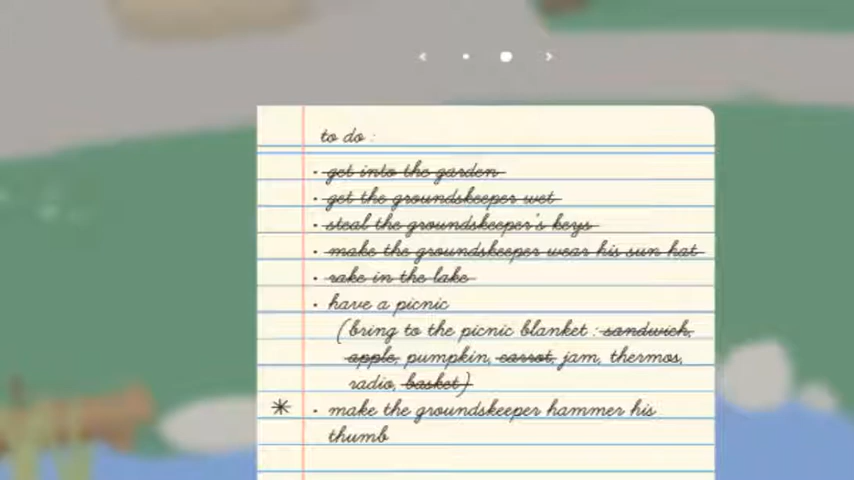 to do :
· get into the garden
· get the groundskeeper wet
· steal the groundskeeper's keys
· make the groundskeeper wear his sun hat
· rake in the lake
· have a picnic
(bring to the picnic blanket : sandwich,
apple, pumpkin, carrot, jam, thermos,
radio, basket)
· make the groundskeeper hammer his
thumb